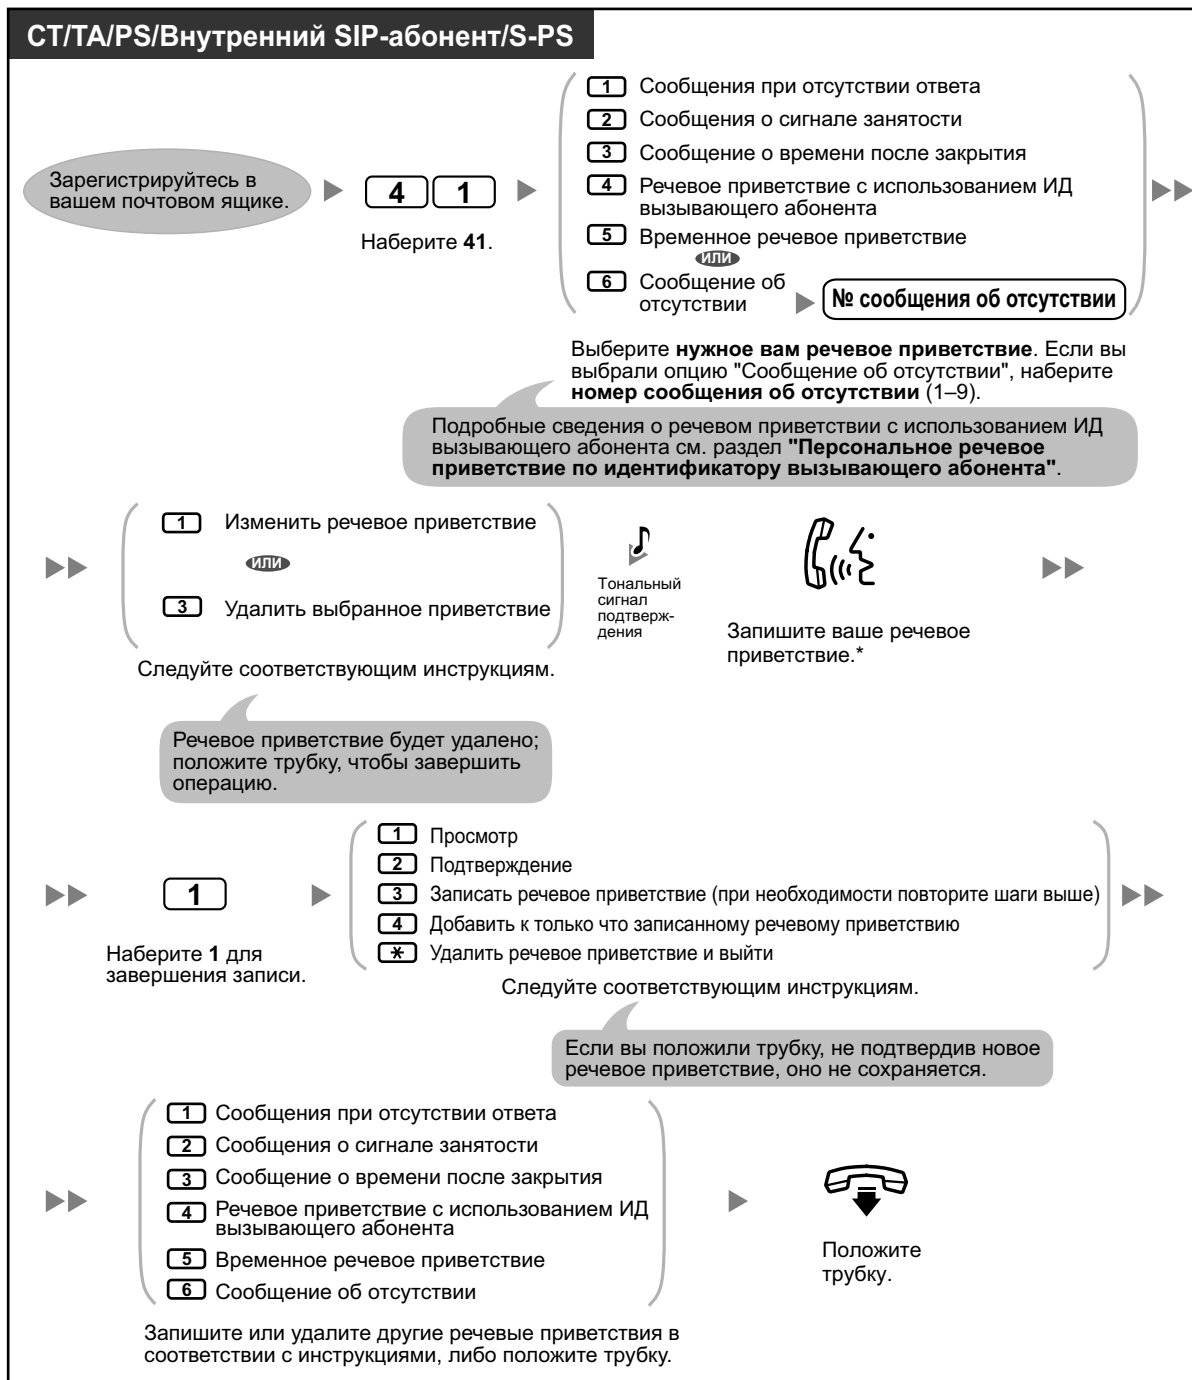 СТ/ТА/PS/Внутренний SIP-абонент/S-PS
Зарегистрируйтесь в
вашем почтовом ящике.
4 1
Наберите 41.
1 Сообщения при отсутствии ответа
2 Сообщения о сигнале занятости
3 Сообщение о времени после закрытия
4 Речевое приветствие с использованием ИД
вызывающего абонента
5 Временное речевое приветствие
ИЛИ
6 Сообщение об
отсутствии
№ сообщения об отсутствии
Выберите нужное вам речевое приветствие. Если вы
выбрали опцию "Сообщение об отсутствии", наберите
номер сообщения об отсутствии (1–9).
Подробные сведения о речевом приветствии с использованием ИД
вызывающего абонента см. раздел "Персональное речевое
приветствие по идентификатору вызывающего абонента".
1 Изменить речевое приветствие
ИЛИ
3 Удалить выбранное приветствие
Следуйте соответствующим инструкциям.
Тональный
сигнал
подтверж-
дения
Запишите ваше речевое
приветствие.*
Речевое приветствие будет удалено;
положите трубку, чтобы завершить
операцию.
1
Наберите 1 для
завершения записи.
1 Просмотр
2 Подтверждение
3 Записать речевое приветствие (при необходимости повторите шаги выше)
4 Добавить к только что записанному речевому приветствию
* Удалить речевое приветствие и выйти
Следуйте соответствующим инструкциям.
Если вы положили трубку, не подтвердив новое
речевое приветствие, оно не сохраняется.
1 Сообщения при отсутствии ответа
2 Сообщения о сигнале занятости
3 Сообщение о времени после закрытия
4 Речевое приветствие с использованием ИД
вызывающего абонента
5 Временное речевое приветствие
6 Сообщение об отсутствии
Запишите или удалите другие речевые приветствия в
соответствии с инструкциями, либо положите трубку.
Положите
трубку.